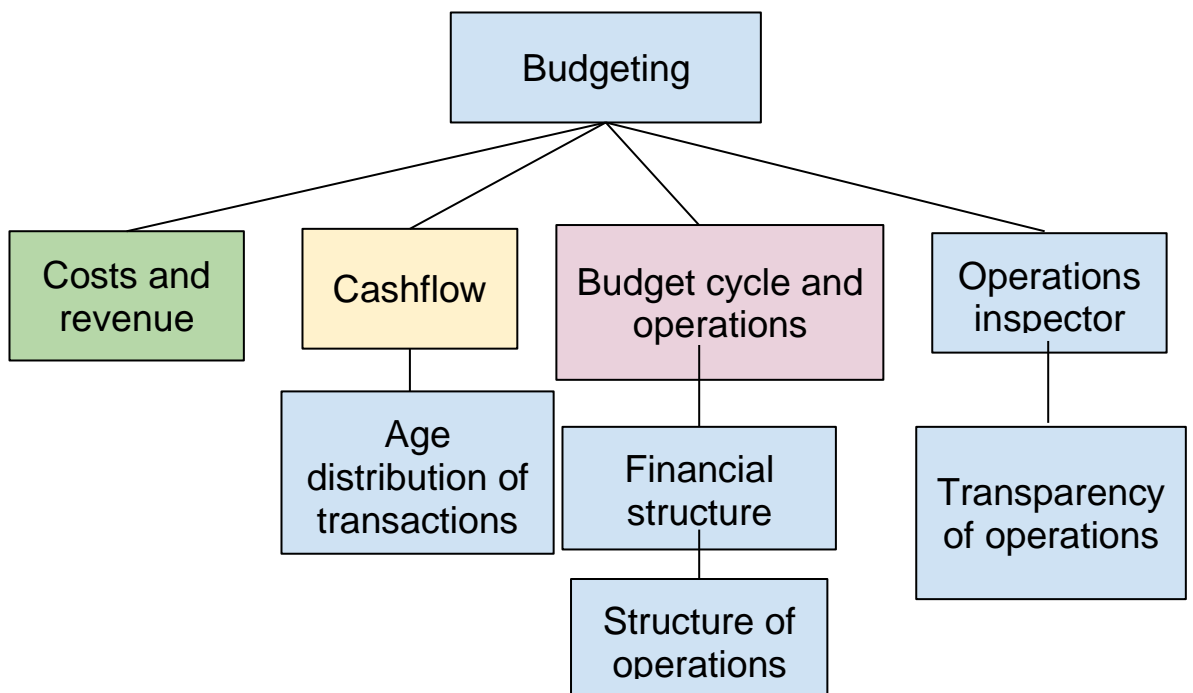 Budgeting
Costs and
revenue
Cashflow
Budget cycle and
operations
Operations
inspector
Age
distribution of
transactions
Financial
structure
Transparency
of operations
Structure of
operations